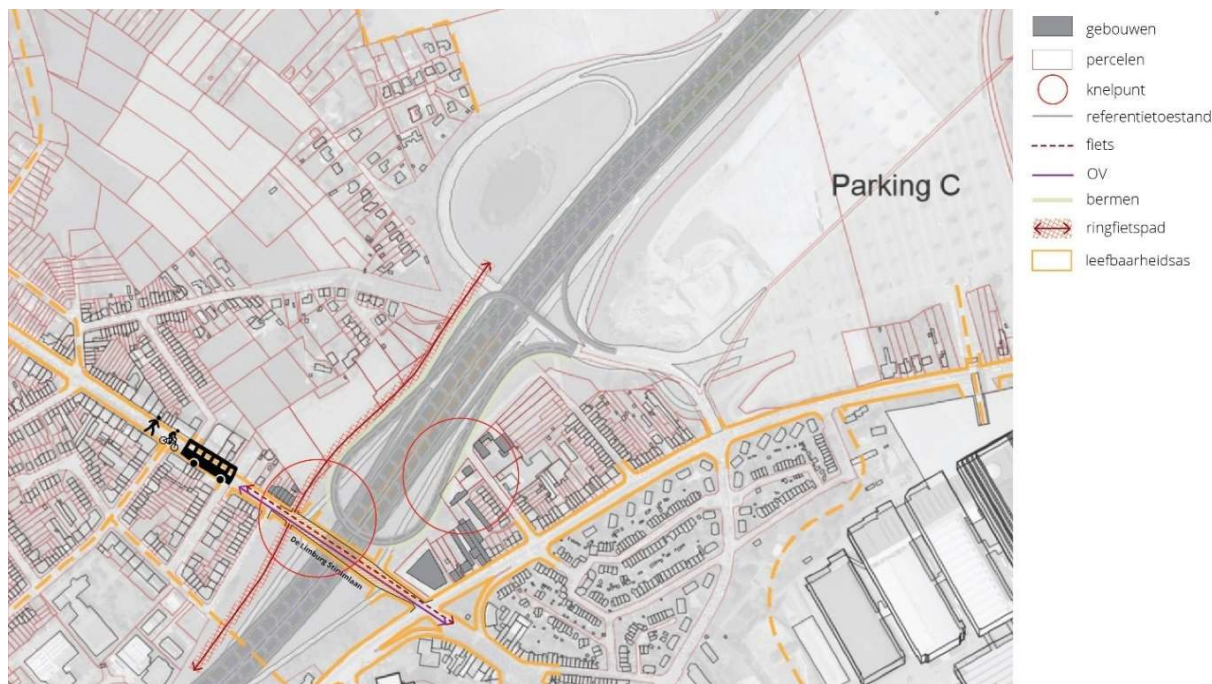 Parking C
De Limburg Stirumlaan
gebouwen
percelen
knelpunt
referentietoestand
fiets
OV
bermen
ringfietspad
leefbaarheidsas